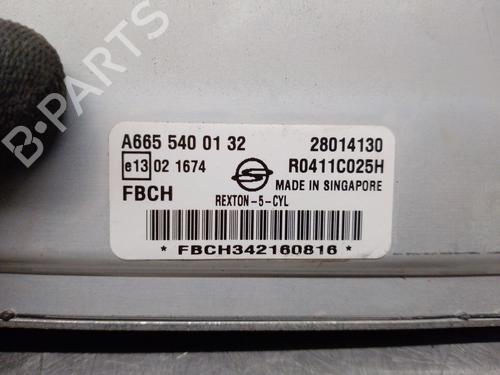 A665 540 01 32 28014130
e13 02 1674 R0411C025H
FBCH MADE IN SINGAPORE
REXTON-5-CYL
* FBCH342160816 *
B-PARTS